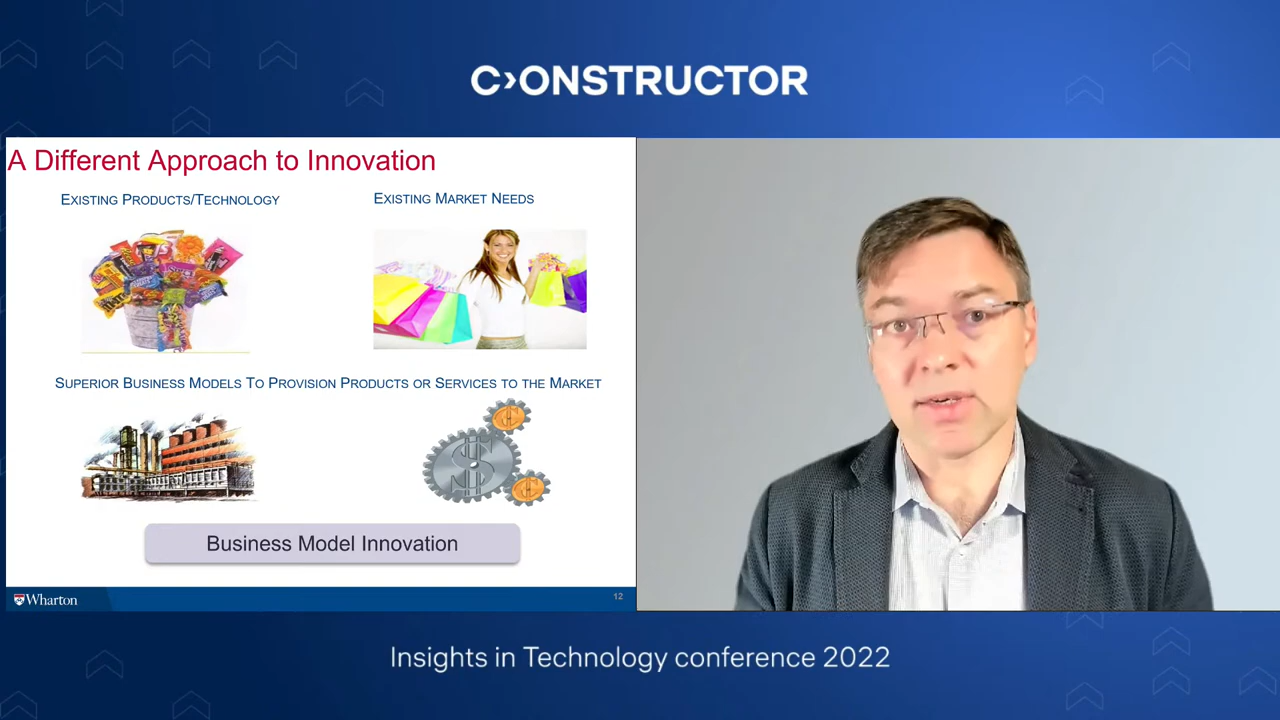 C›ONSTRUCTOR
A Different Approach to Innovation
EXISTING PRODUCTS/TECHNOLOGY
EXISTING MARKET NEEDS
SUPERIOR BUSINESS MODELS TO PROVISION PRODUCTS OR SERVICES TO THE MARKET
Business Model Innovation
Wharton
12
Insights in Technology conference 2022